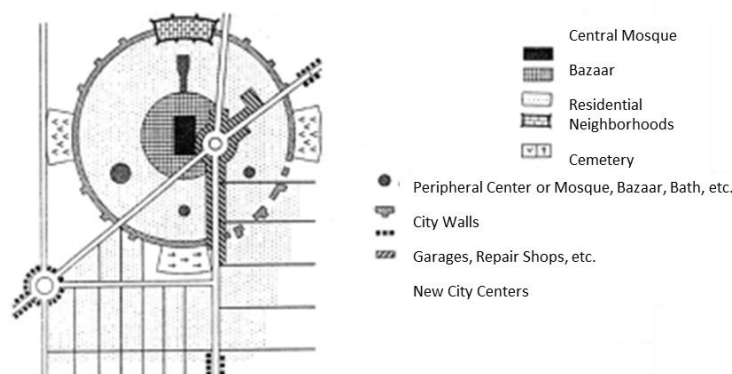 Central Mosque
Bazaar
Residential
Neighborhoods
Cemetery
Peripheral Center or Mosque, Bazaar, Bath, etc.
City Walls
Garages, Repair Shops, etc.
New City Centers